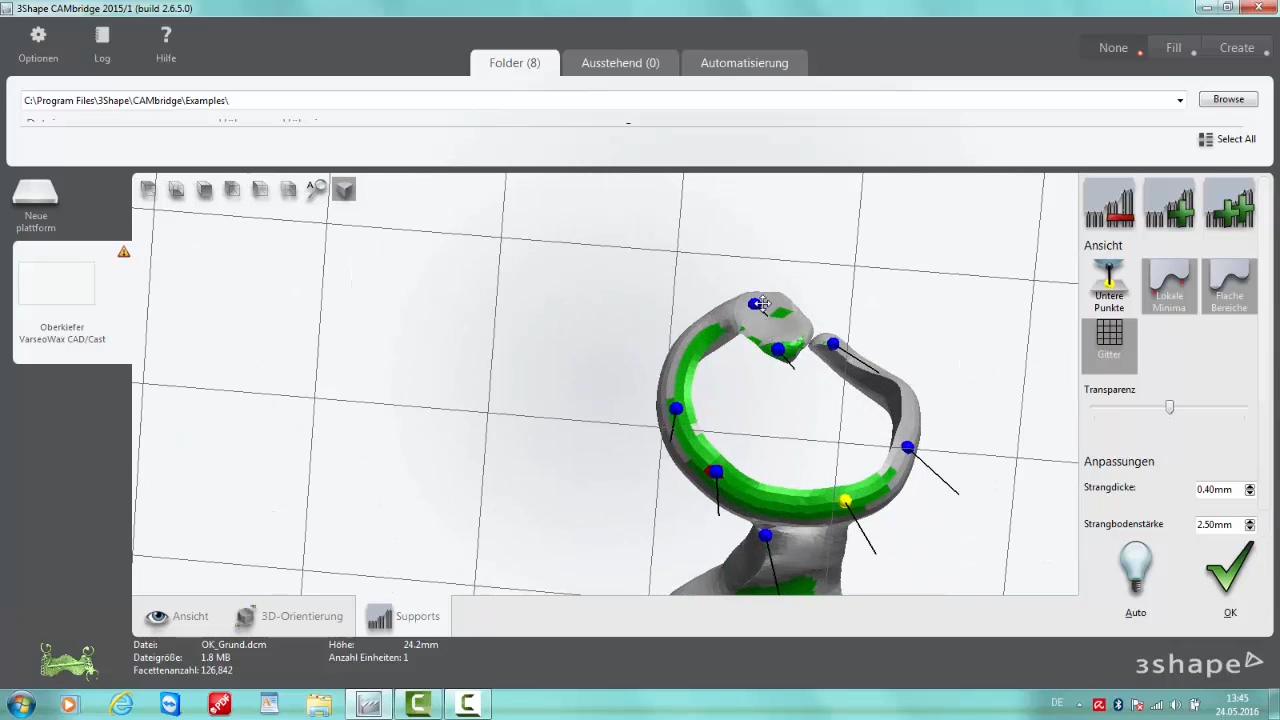 3Shape CAMbridge 2015/1 (build 2.6.5.0)
Optionen
Log
Hilfe
Folder (8)
Ausstehend (0)
Automatisierung
None
Fill
Create
C:\Program Files\3Shape\CAMbridge\Examples\
Browse
Select All
Neue
plattform
Oberkiefer
VarseoWax CAD/Cast
Ansicht
Untere
Punkte
Lokale
Minima
Flache
Bereiche
Gitter
Transparenz
Anpassungen
Strangdicke:
0.40mm
Strangbodenstärke
2.50mm
Auto
OK
Ansicht
3D-Orientierung
Supports
Datei:
OK_Grund.dcm
Höhe:
24.2mm
Dateigröße:
1.8 MB
Anzahl Einheiten:
1
Facettenanzahl:
126,842
3shape
DE
13:45
24.05.2016